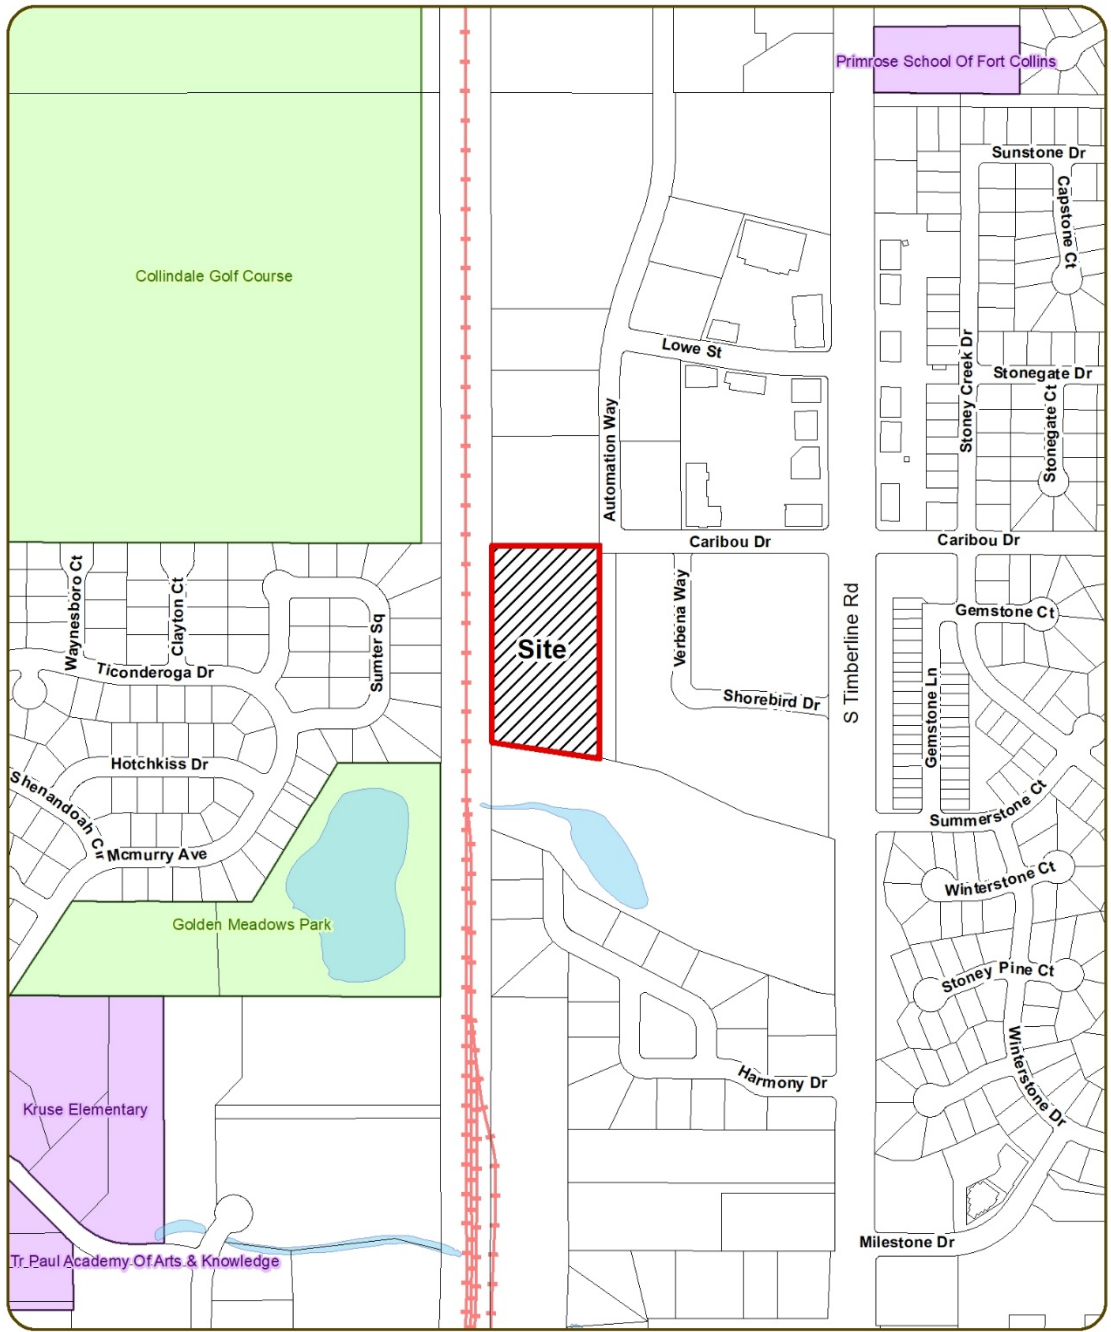 Primrose School Of Fort Collins
Sunstone Dr
Capstone Ct
Collindale Golf Course
Lowe St
Stoney Creek Dr
Stonegate Dr
Stonegate Ct
Automation Way
Caribou Dr
Caribou Dr
Waynesboro Ct
Clayton Ct
Sumter Sq
Verbena Way
S Timberline Rd
Gemstone Ct
Site
Ticonderoga Dr
Shorebird Dr
Gemstone Ln
Hotchkiss Dr
Shenandoah Cir
Summerstone Ct
Mcmurry Ave
Winterstone Ct
Golden Meadows Park
Stoney Pine Ct
Winterstone Dr
Harmony Dr
Kruse Elementary
Milestone Dr
Tr Paul Academy Of Arts & Knowledge